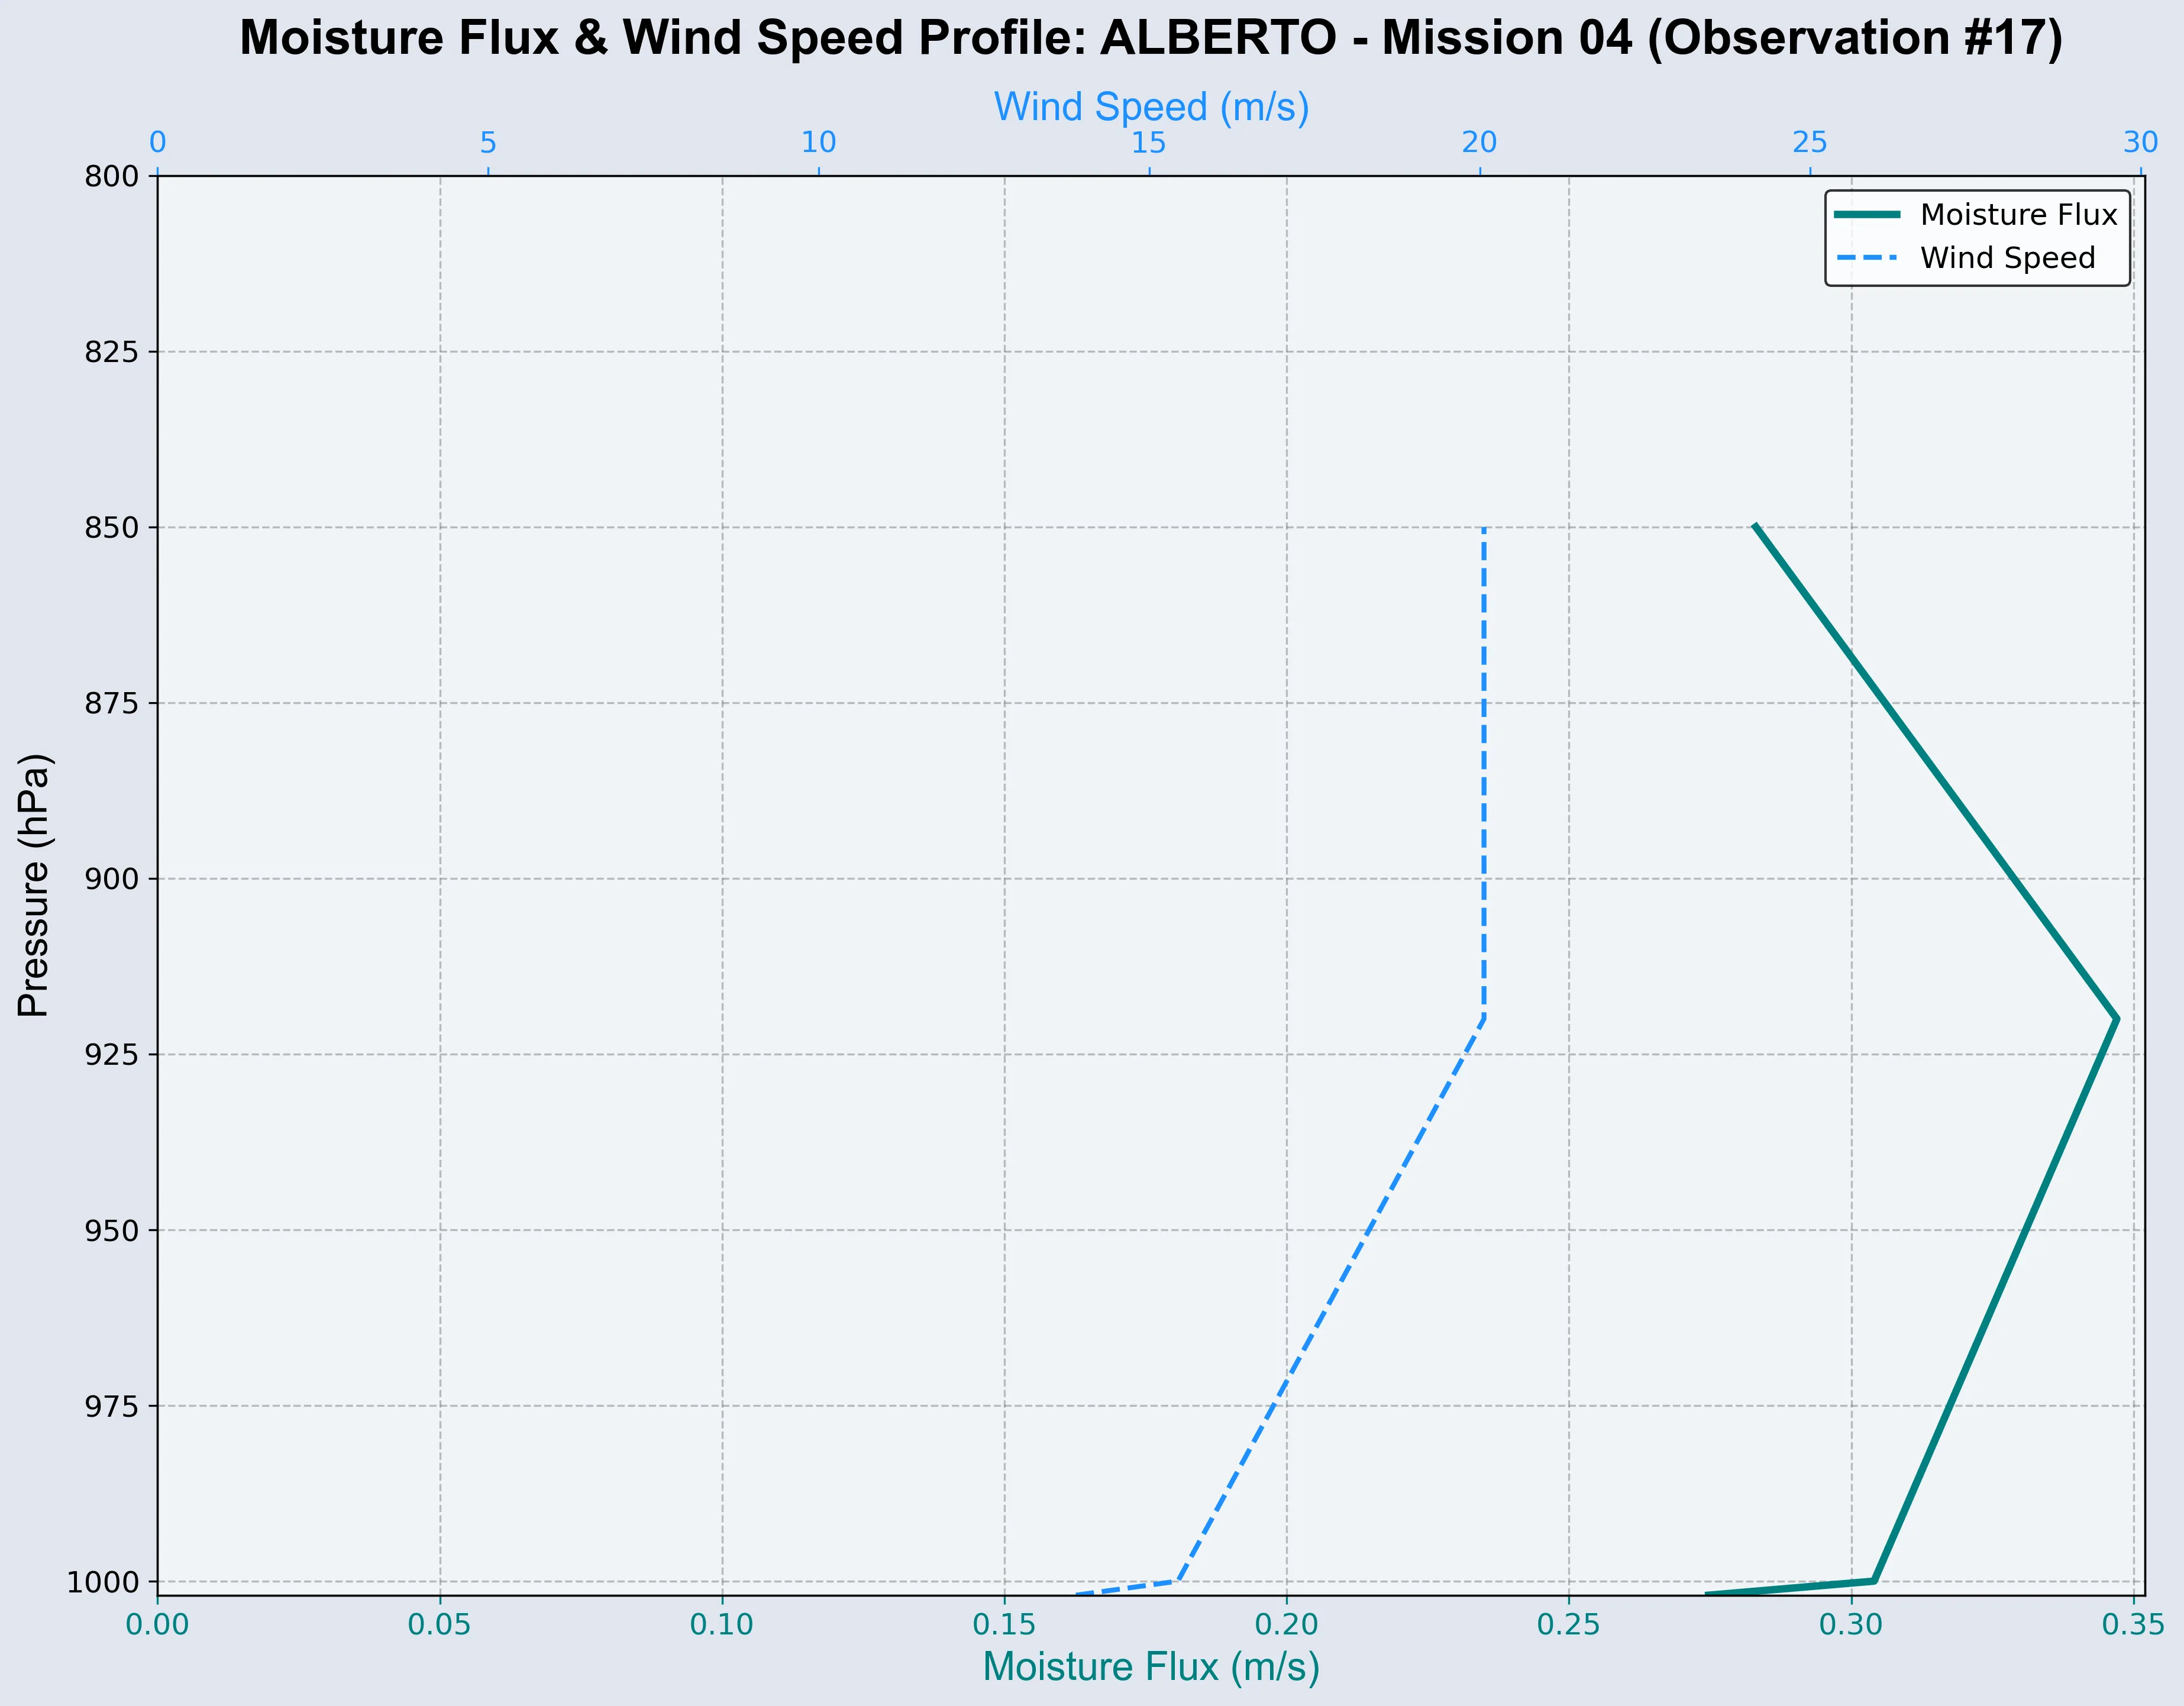 Moisture Flux & Wind Speed Profile: ALBERTO - Mission 04 (Observation #17)
Wind Speed (m/s)
0 5 10 15 20 25 30
Moisture Flux
Wind Speed
Pressure (hPa)
800
825
850
875
900
925
950
975
1000
0.00 0.05 0.10 0.15 0.20 0.25 0.30 0.35
Moisture Flux (m/s)